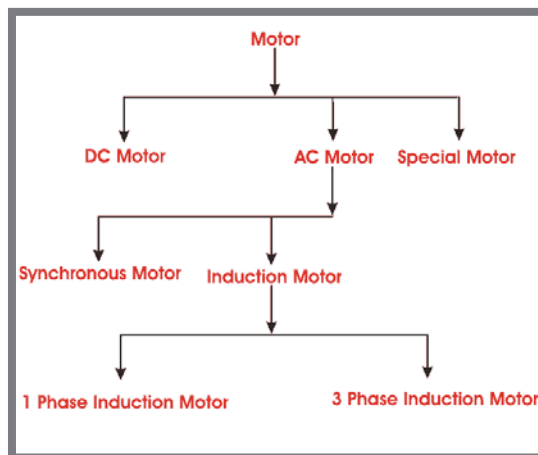 Motor
DC Motor
AC Motor
Special Motor
Synchronous Motor
Induction Motor
1 Phase Induction Motor
3 Phase Induction Motor